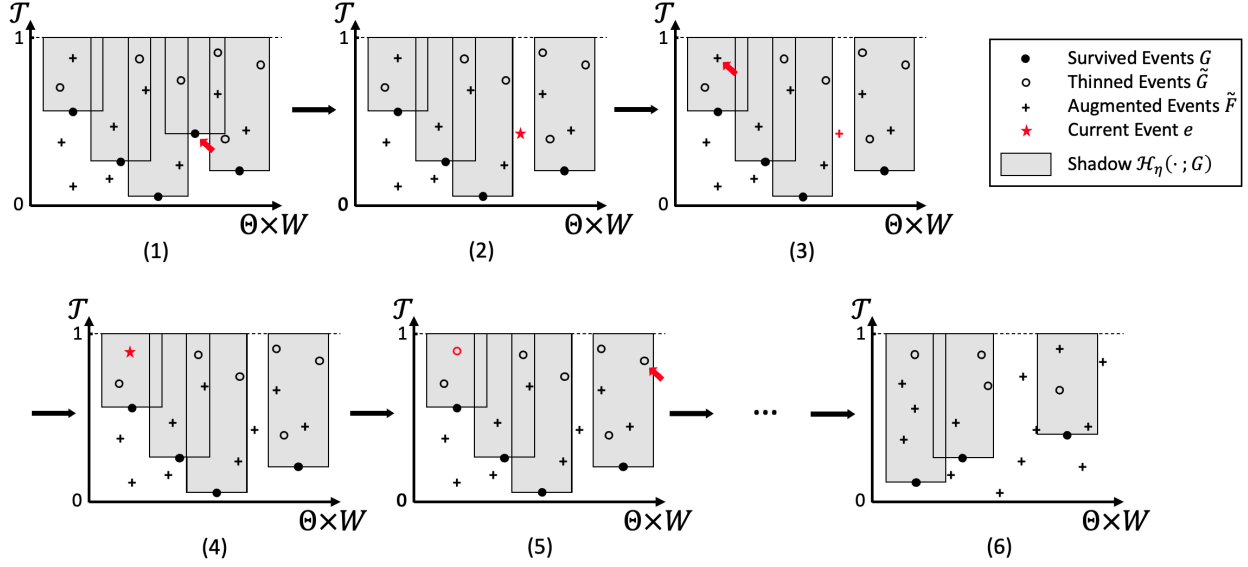 𝒯 𝒯 𝒯
1 1 1
0 0 0
Θ×W Θ×W Θ×W
(1) (2) (3)
Survived Events G
Thinned Events G̃
Augmented Events F̃
Current Event e
Shadow ℋη(· ; G)
𝒯 𝒯 𝒯
1 1 1
...
0 0 0
Θ×W Θ×W Θ×W
(4) (5) (6)